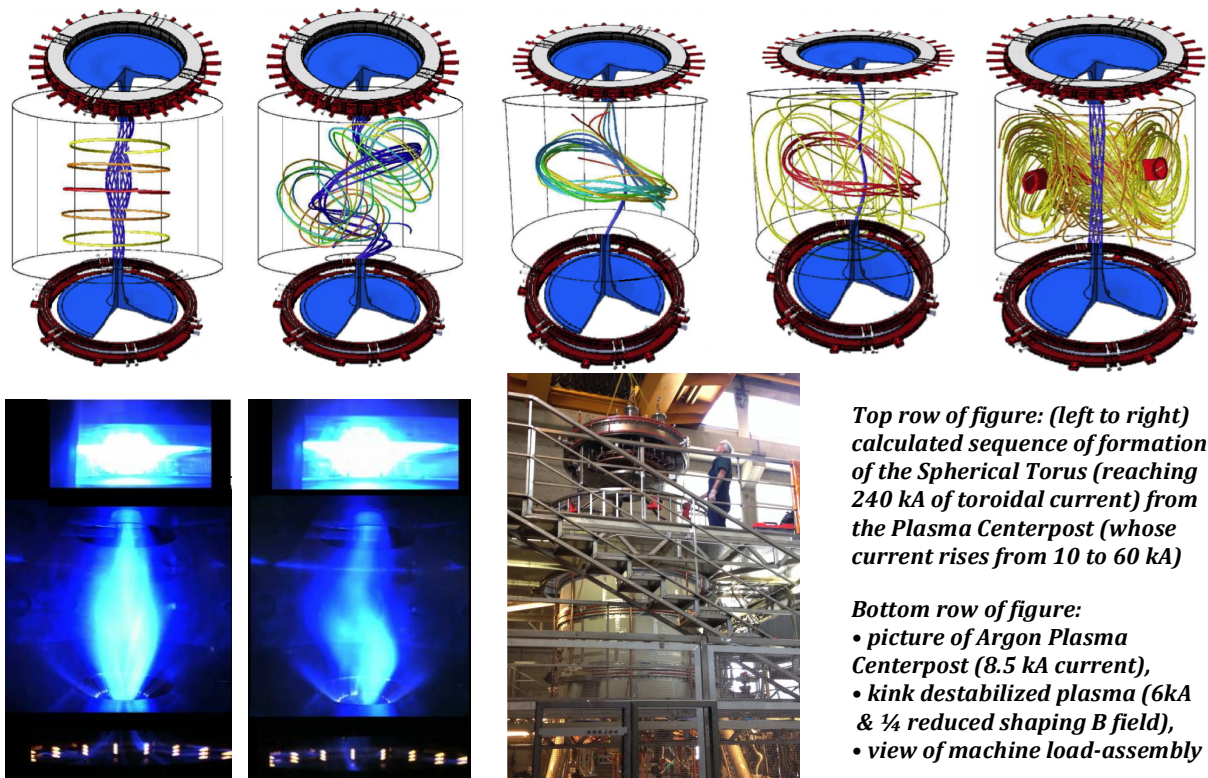 Top row of figure: (left to right)
calculated sequence of formation
of the Spherical Torus (reaching
240 kA of toroidal current) from
the Plasma Centerpost (whose
current rises from 10 to 60 kA)
Bottom row of figure:
• picture of Argon Plasma
Centerpost (8.5 kA current),
• kink destabilized plasma (6kA
& ¼ reduced shaping B field),
• view of machine load-assembly